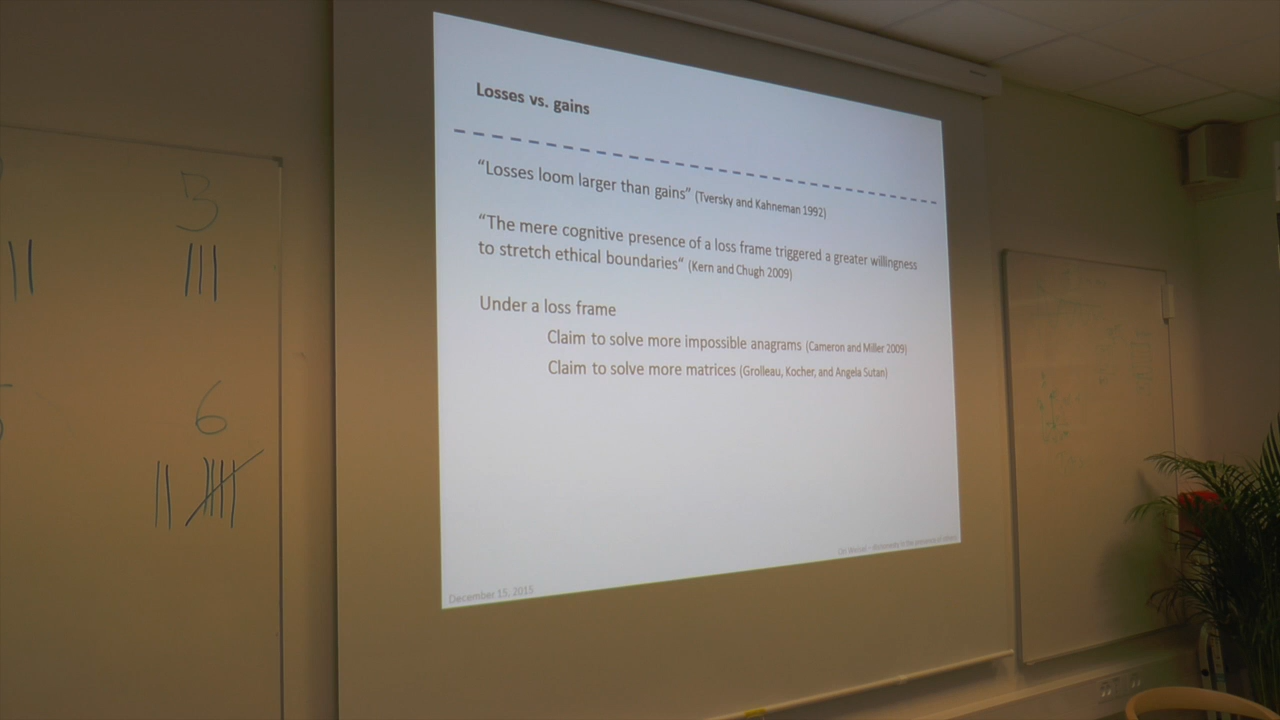 Losses vs. gains
“Losses loom larger than gains” (Tversky and Kahneman 1992)
“The mere cognitive presence of a loss frame triggered a greater willingness
to stretch ethical boundaries“ (Kern and Chugh 2009)
Under a loss frame
Claim to solve more impossible anagrams (Cameron and Miller 2009)
Claim to solve more matrices (Grolleau, Kocher, and Angela Sutan)
December 15, 2015
3
6